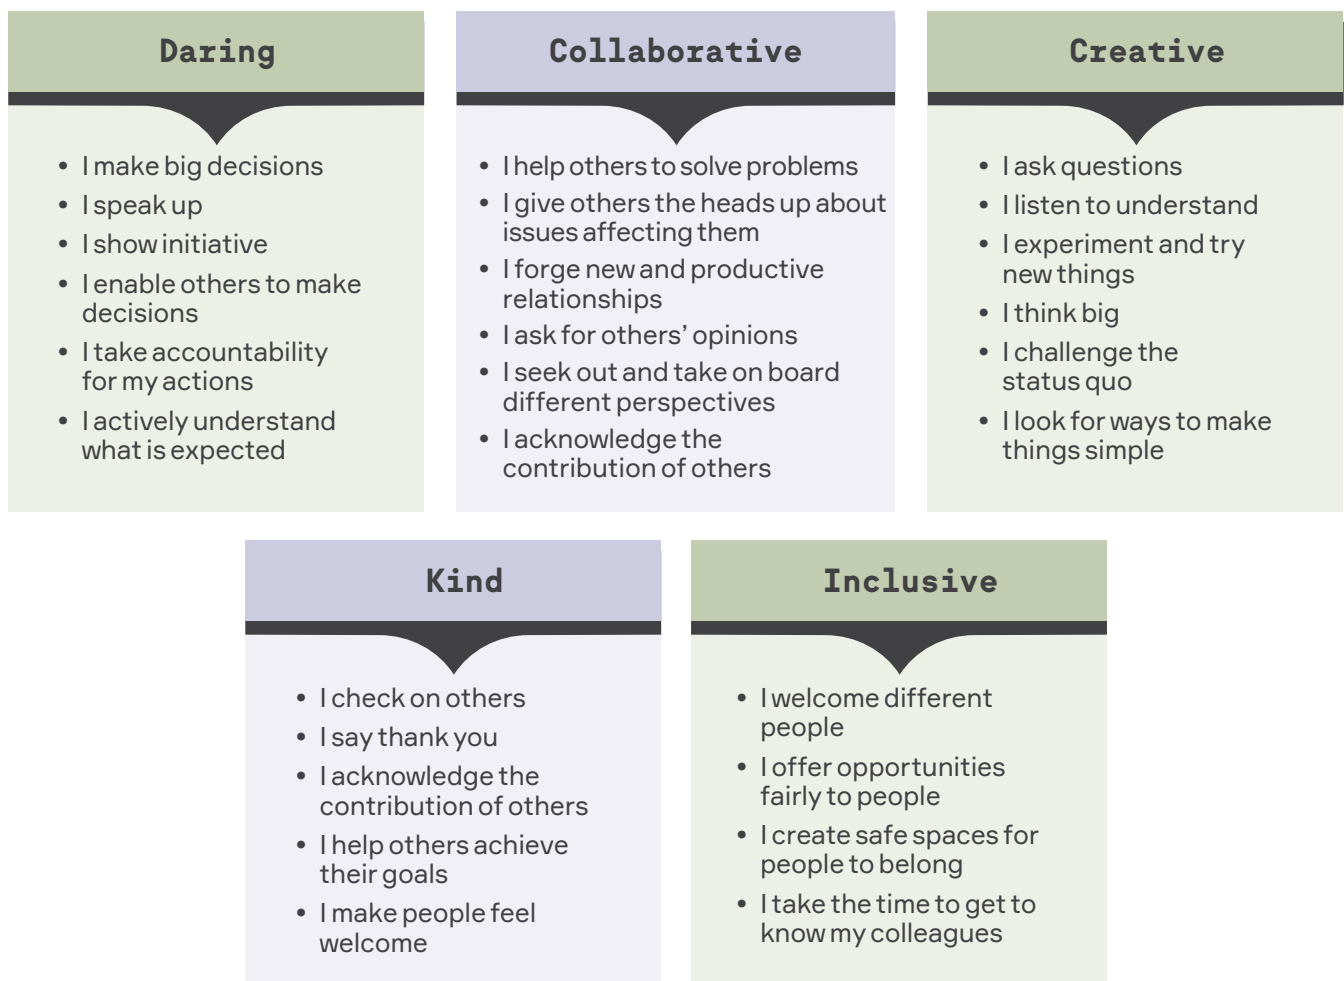 Daring
• I make big decisions
• I speak up
• I show initiative
• I enable others to make
decisions
• I take accountability
for my actions
• I actively understand
what is expected
Collaborative
• I help others to solve problems
• I give others the heads up about
issues affecting them
• I forge new and productive
relationships
• I ask for others’ opinions
• I seek out and take on board
different perspectives
• I acknowledge the
contribution of others
Creative
• I ask questions
• I listen to understand
• I experiment and try
new things
• I think big
• I challenge the
status quo
• I look for ways to make
things simple
Kind
• I check on others
• I say thank you
• I acknowledge the
contribution of others
• I help others achieve
their goals
• I make people feel
welcome
Inclusive
• I welcome different
people
• I offer opportunities
fairly to people
• I create safe spaces for
people to belong
• I take the time to get to
know my colleagues